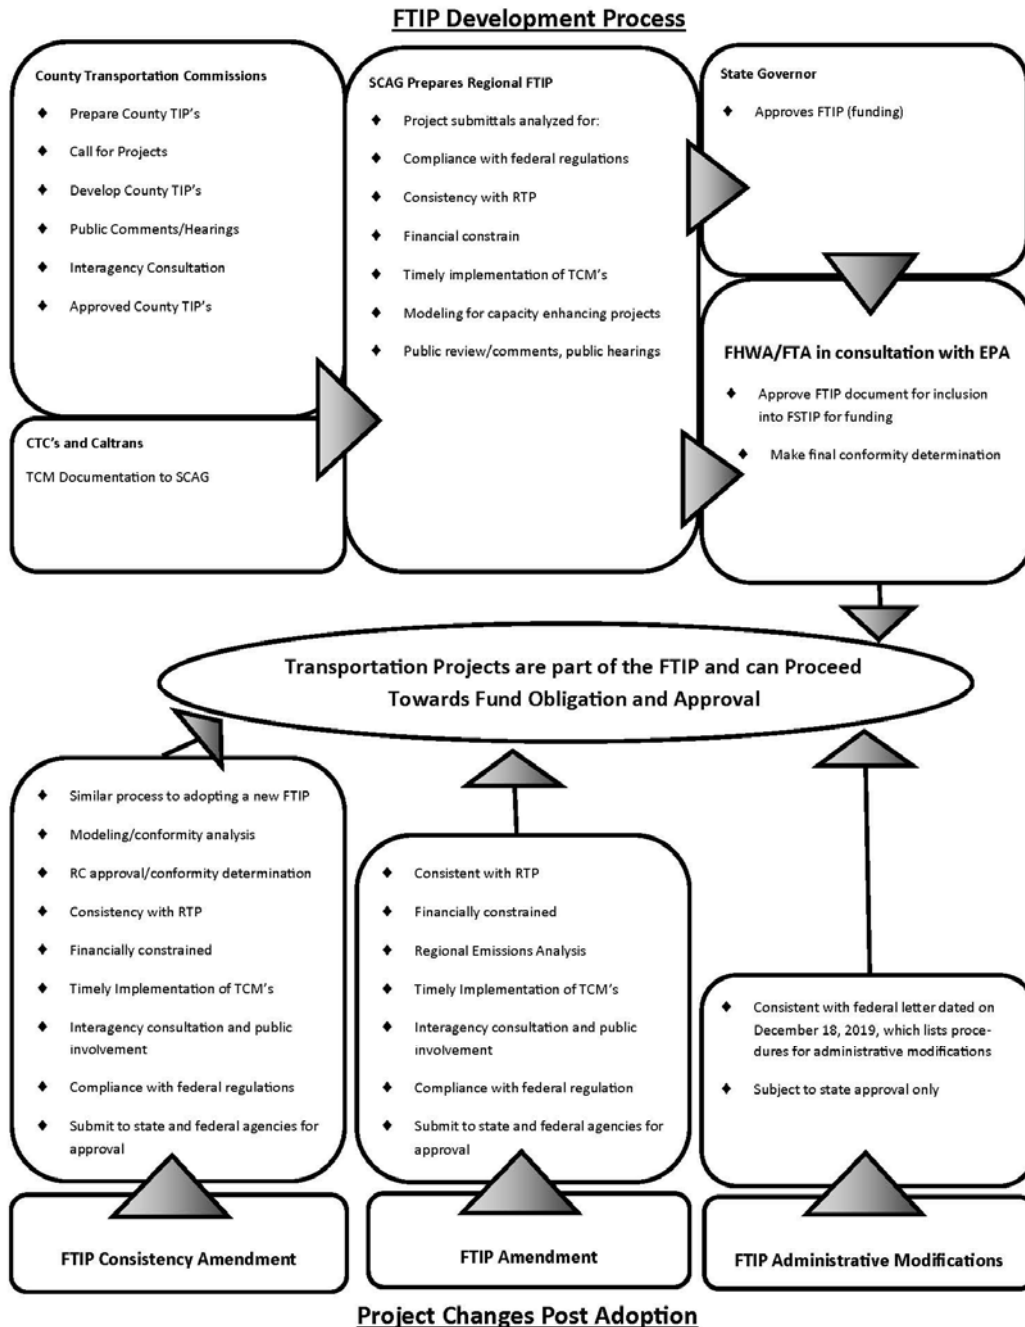 FTIP Development Process
County Transportation Commissions
♦ Prepare County TIP's
♦ Call for Projects
♦ Develop County TIP's
♦ Public Comments/Hearings
♦ Interagency Consultation
♦ Approved County TIP's
CTC's and Caltrans
TCM Documentation to SCAG
SCAG Prepares Regional FTIP
♦ Project submittals analyzed for:
♦ Compliance with federal regulations
♦ Consistency with RTP
♦ Financial constrain
♦ Timely implementation of TCM's
♦ Modeling for capacity enhancing projects
♦ Public review/comments, public hearings
State Governor
♦ Approves FTIP (funding)
FHWA/FTA in consultation with EPA
♦ Approve FTIP document for inclusion
into FSTIP for funding
♦ Make final conformity determination
Transportation Projects are part of the FTIP and can Proceed
Towards Fund Obligation and Approval
♦ Similar process to adopting a new FTIP
♦ Modeling/conformity analysis
♦ RC approval/conformity determination
♦ Consistency with RTP
♦ Financially constrained
♦ Timely Implementation of TCM's
♦ Interagency consultation and public
involvement
♦ Compliance with federal regulations
♦ Submit to state and federal agencies for
approval
FTIP Consistency Amendment
♦ Consistent with RTP
♦ Financially constrained
♦ Regional Emissions Analysis
♦ Timely Implementation of TCM's
♦ Interagency consultation and public
involvement
♦ Compliance with federal regulation
♦ Submit to state and federal agencies for
approval
FTIP Amendment
♦ Consistent with federal letter dated on
December 18, 2019, which lists proce-
dures for administrative modifications
♦ Subject to state approval only
FTIP Administrative Modifications
Project Changes Post Adoption